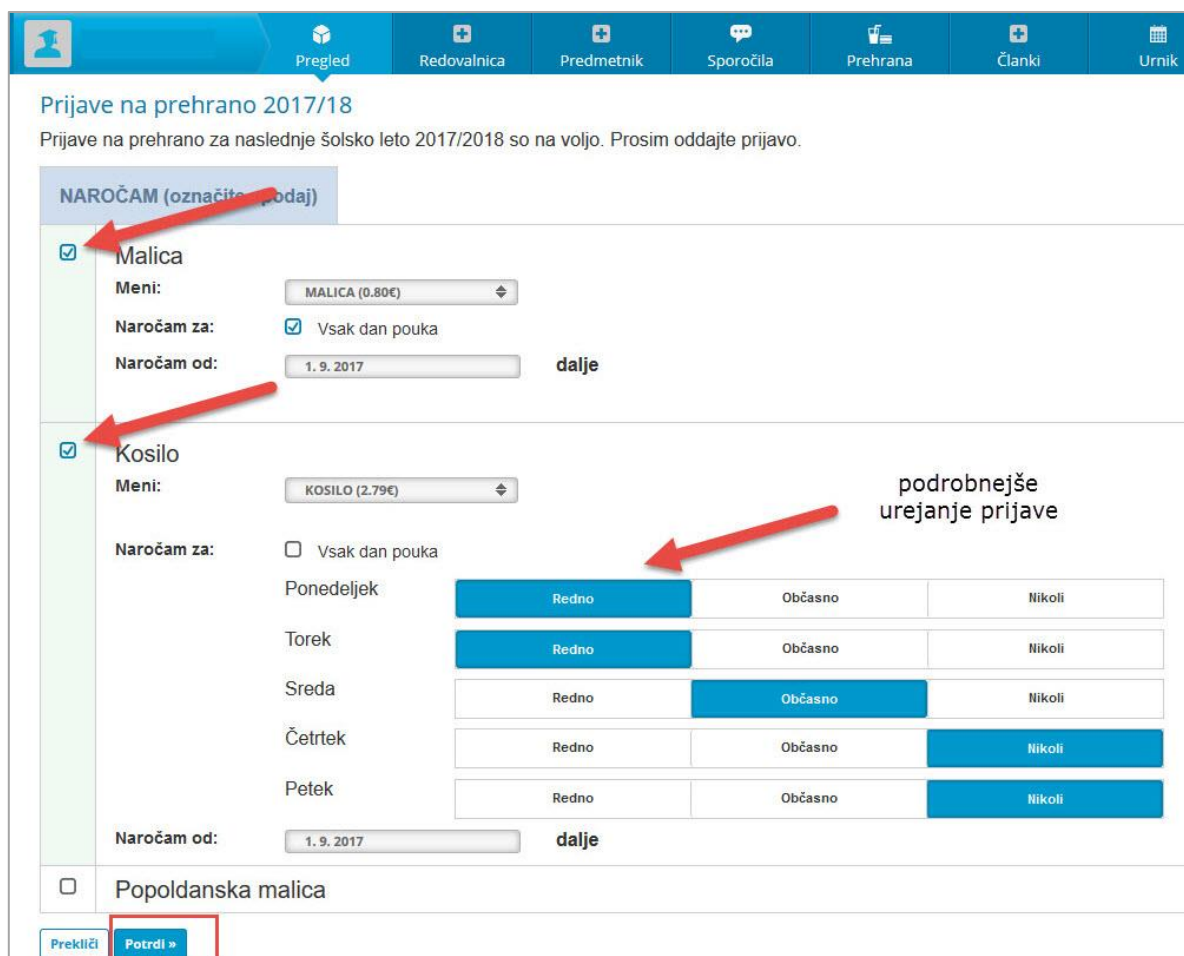 Pregled Redovalnica Predmetnik Sporočila Prehrana Članki Urnik
Prijave na prehrano 2017/18
Prijave na prehrano za naslednje šolsko leto 2017/2018 so na voljo. Prosim oddajte prijavo.
NAROČAM (označite podaj)
Malica
Meni: MALICA (0.80€)
Naročam za: Vsak dan pouka
Naročam od: 1. 9. 2017 dalje
Kosilo
Meni: KOSILO (2.79€)
podrobnejše
urejanje prijave
Naročam za: Vsak dan pouka
Ponedeljek Redno Občasno Nikoli
Torek Redno Občasno Nikoli
Sreda Redno Občasno Nikoli
Četrtek Redno Občasno Nikoli
Petek Redno Občasno Nikoli
Naročam od: 1. 9. 2017 dalje
Popoldanska malica
Prekliči Potrdi »